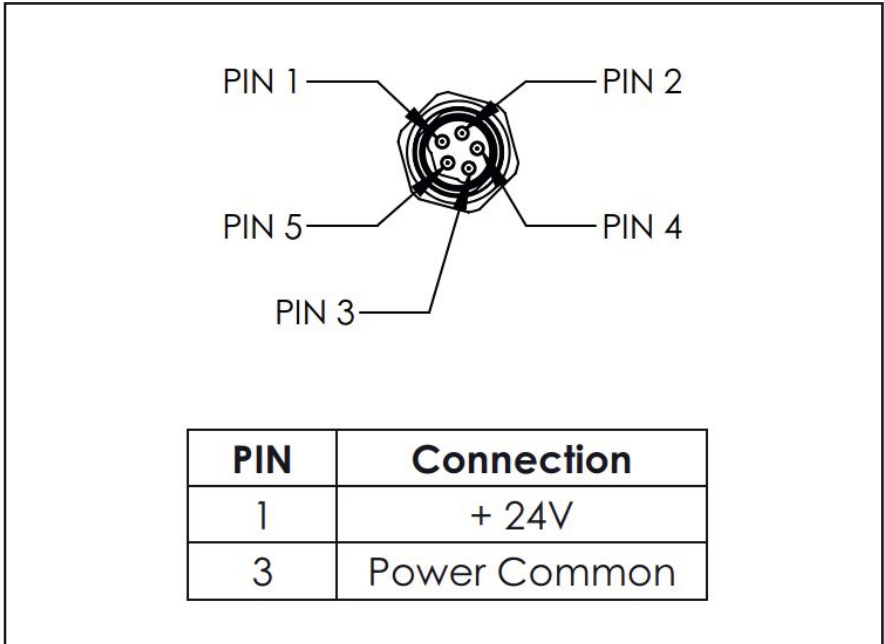 PIN 1
PIN 2
PIN 5
PIN 4
PIN 3
PIN Connection
1 + 24V
3 Power Common